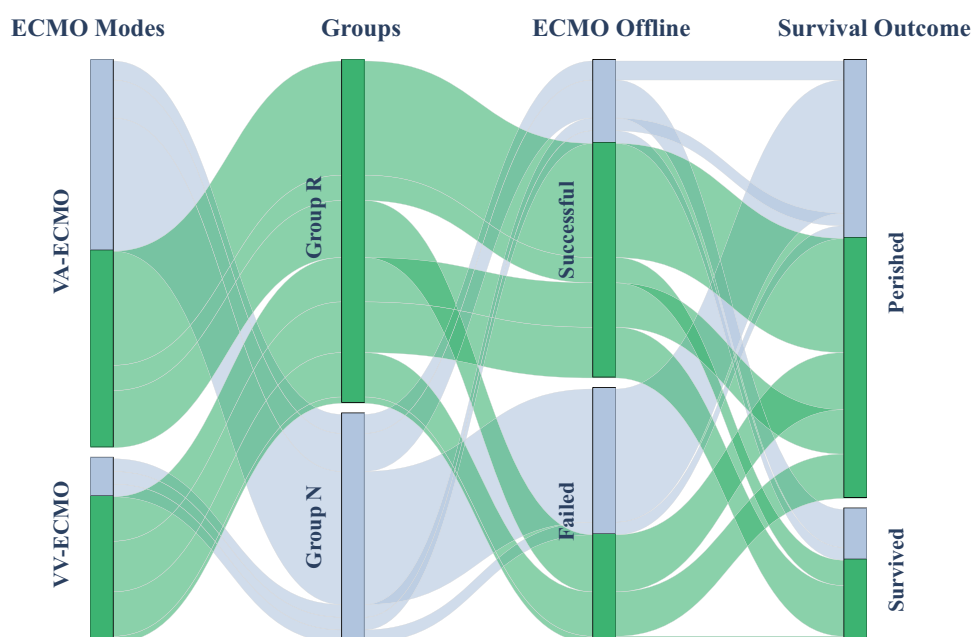 ECMO Modes
Groups
ECMO Offline
Survival Outcome
VA-ECMO
VV-ECMO
Group R
Group N
Successful
Failed
Perished
Survived